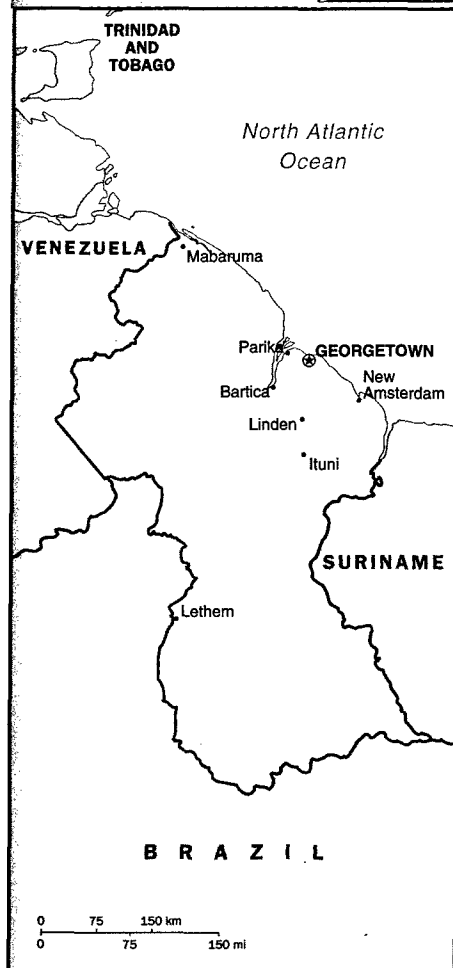 TRINIDAD
AND
TOBAGO
North Atlantic
Ocean
VENEZUELA
Mabaruma
Parika
GEORGETOWN
New
Amsterdam
Bartica
Linden
Ituni
SURINAME
Lethem
BRAZIL
0 75 150 km
0 75 150 mi